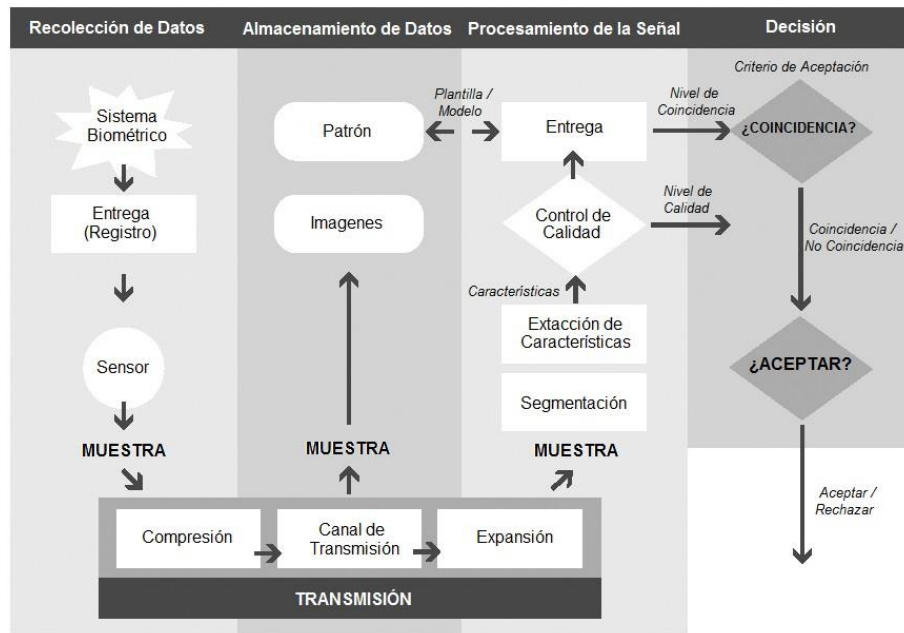 Recolección de Datos
Almacenamiento de Datos
Procesamiento de la Señal
Decisión
Sistema
Biométrico
Entrega
(Registro)
Sensor
MUESTRA
Patrón
Imagenes
MUESTRA
Plantilla /
Modelo
Entrega
Control de
Calidad
Características
Extacción de
Características
Segmentación
MUESTRA
Nivel de
Coincidencia
Nivel de
Calidad
Criterio de Aceptación
¿COINCIDENCIA?
Coincidencia /
No Coincidencia
¿ACEPTAR?
Aceptar /
Rechazar
Compresión
Canal de
Transmisión
Expansión
TRANSMISIÓN